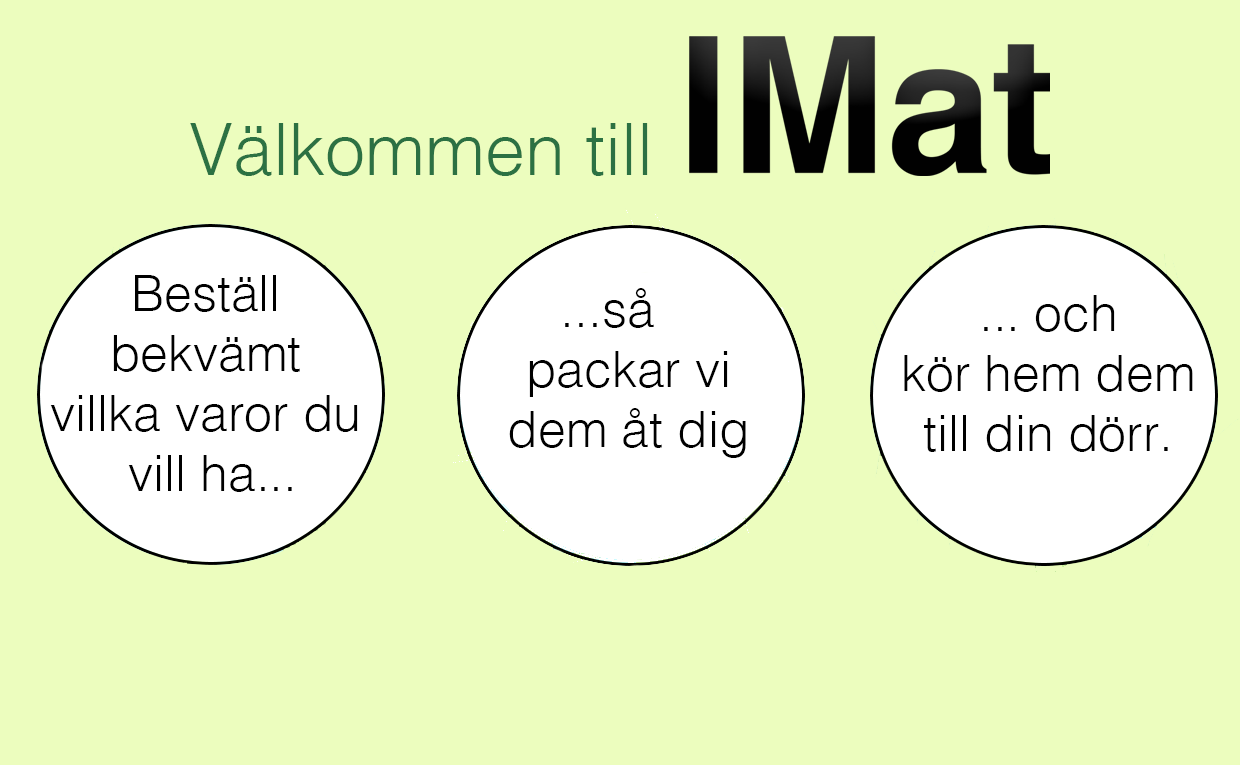 Välkommen till IMat
Beställ
bekvämt
villka varor du
vill ha...
...så
packar vi
dem åt dig
... och
kör hem dem
till din dörr.